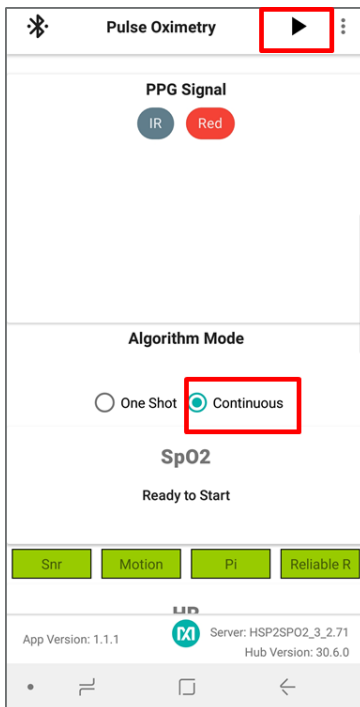 Pulse Oximetry
PPG Signal
IR Red
Algorithm Mode
One Shot Continuous
SpO2
Ready to Start
Snr Motion Pi Reliable R
HR
App Version: 1.1.1
Server: HSP2SPO2_3_2.71
Hub Version: 30.6.0